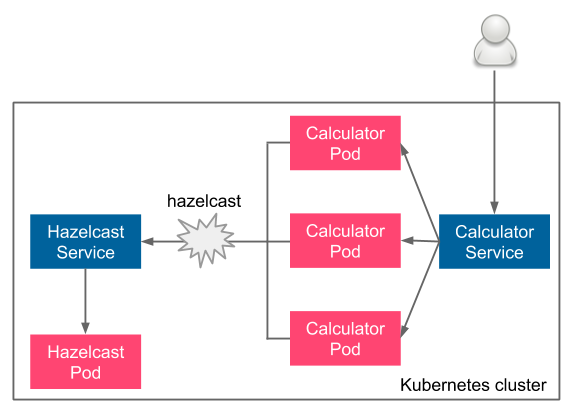 Calculator
Pod
hazelcast
Hazelcast
Service
Calculator
Pod
Calculator
Service
Hazelcast
Pod
Calculator
Pod
Kubernetes cluster